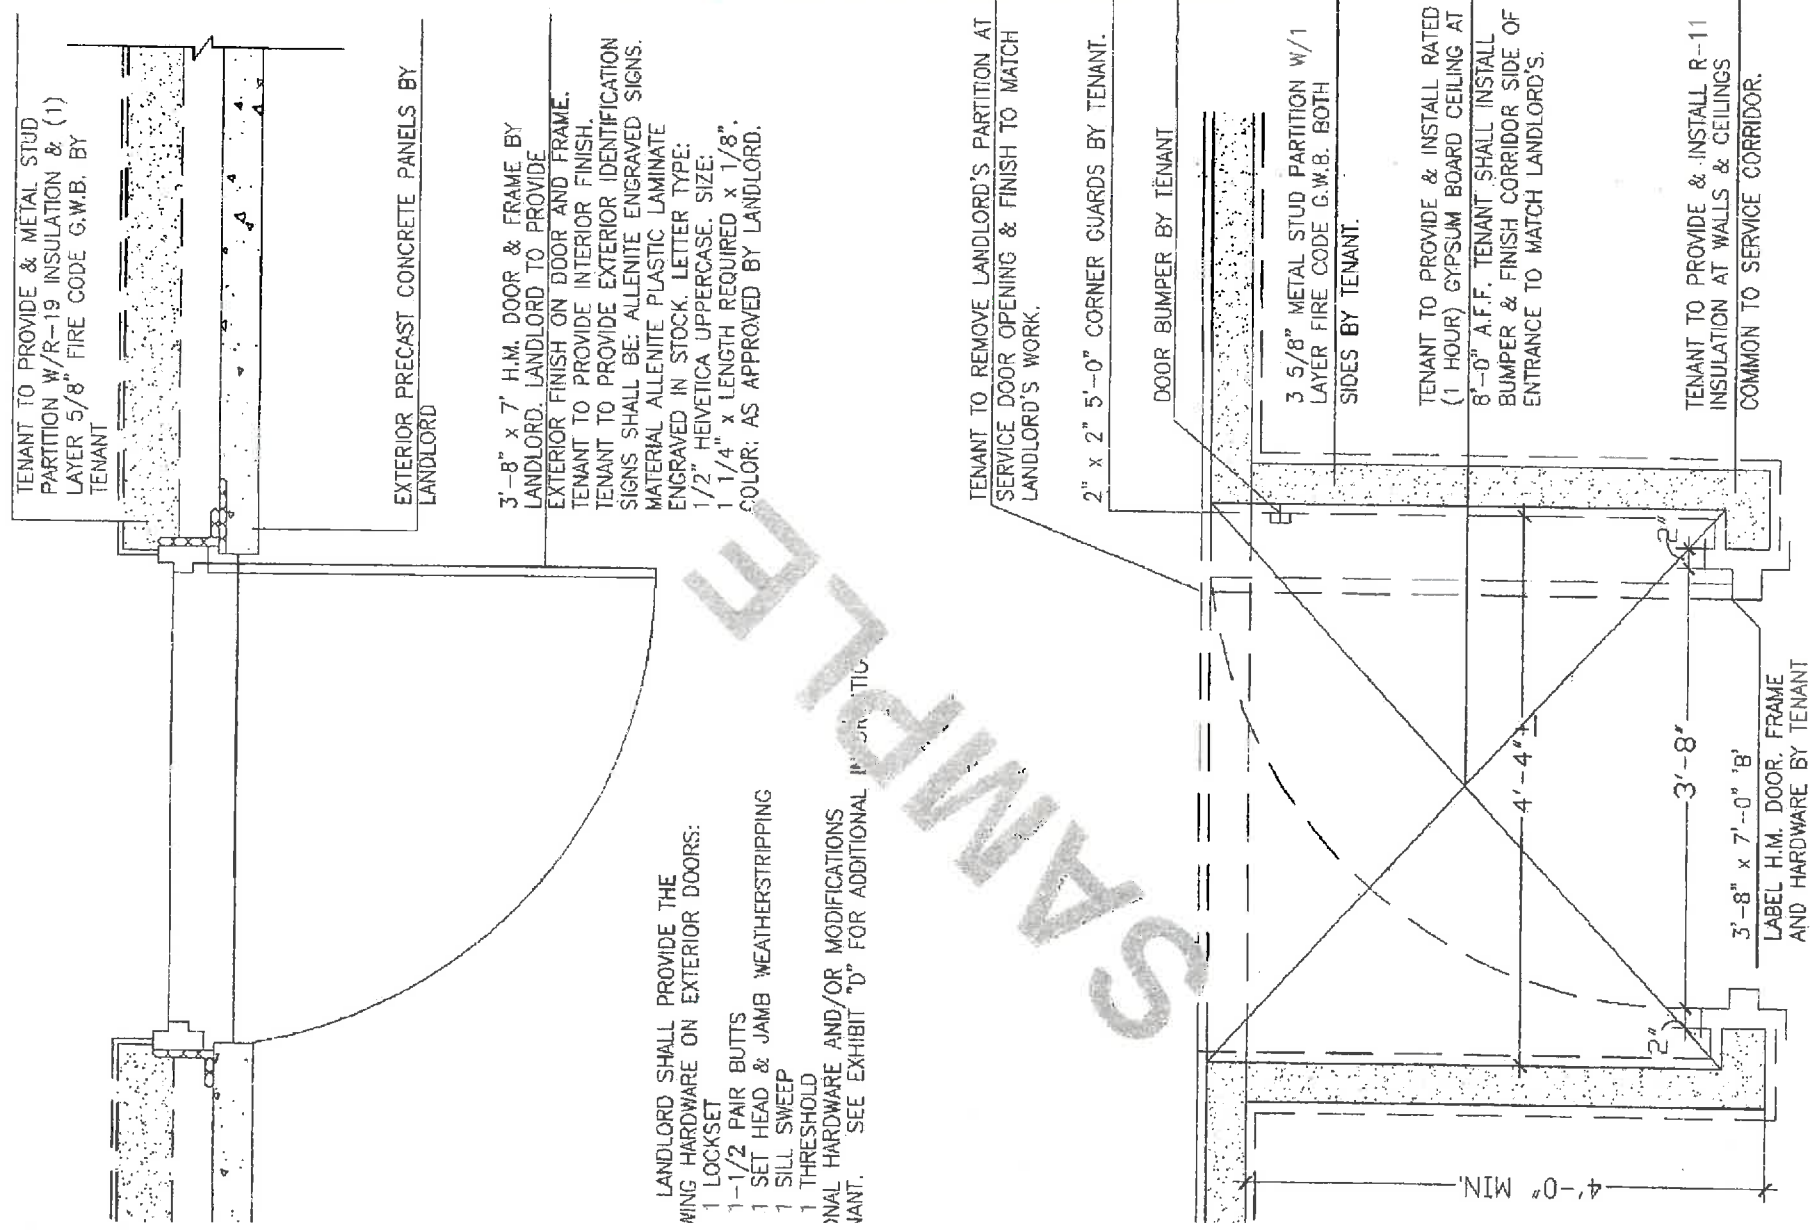 TENANT TO PROVIDE & METAL STUD
PARTITION W/R-19 INSULATION & (1)
LAYER 5/8" FIRE CODE G.W.B. BY
TENANT
EXTERIOR PRECAST CONCRETE PANELS BY
LANDLORD
3'-8" x 7' H.M. DOOR & FRAME BY
LANDLORD. LANDLORD TO PROVIDE
EXTERIOR FINISH ON DOOR AND FRAME.
TENANT TO PROVIDE INTERIOR FINISH.
TENANT TO PROVIDE EXTERIOR IDENTIFICATION
SIGNS SHALL BE: ALLENITE ENGRAVED SIGNS.
MATERIAL ALLENITE PLASTIC LAMINATE
ENGRAVED IN STOCK. LETTER TYPE:
1/2" HELVETICA UPPERCASE. SIZE:
1 1/4" x LENGTH REQUIRED x 1/8".
COLOR: AS APPROVED BY LANDLORD.
LANDLORD SHALL PROVIDE THE
WING HARDWARE ON EXTERIOR DOORS:
1 LOCKSET
1-1/2 PAIR BUTTS
1 SET HEAD & JAMB WEATHERSTRIPPING
1 SILL SWEEP
1 THRESHOLD
ONAL HARDWARE AND/OR MODIFICATIONS
NANT. SEE EXHIBIT "D" FOR ADDITIONAL
SAMPLE
TENANT TO REMOVE LANDLORD'S PARTITION AT
SERVICE DOOR OPENING & FINISH TO MATCH
LANDLORD'S WORK.
2" x 2" 5'-0" CORNER GUARDS BY TENANT.
DOOR BUMPER BY TENANT
3 5/8" METAL STUD PARTITION W/1
LAYER FIRE CODE G.W.B. BOTH
SIDES BY TENANT.
TENANT TO PROVIDE & INSTALL RATED
(1 HOUR) GYPSUM BOARD CEILING AT
8'-0" A.F.F. TENANT SHALL INSTALL
BUMPER & FINISH CORRIDOR SIDE OF
ENTRANCE TO MATCH LANDLORD'S.
TENANT TO PROVIDE & INSTALL R-11
INSULATION AT WALLS & CEILINGS
COMMON TO SERVICE CORRIDOR.
4'-4"±
2"
3'-8"
2"
3'-8" x 7'-0" 'B'
LABEL H.M. DOOR, FRAME
AND HARDWARE BY TENANT
4'-0" MIN.